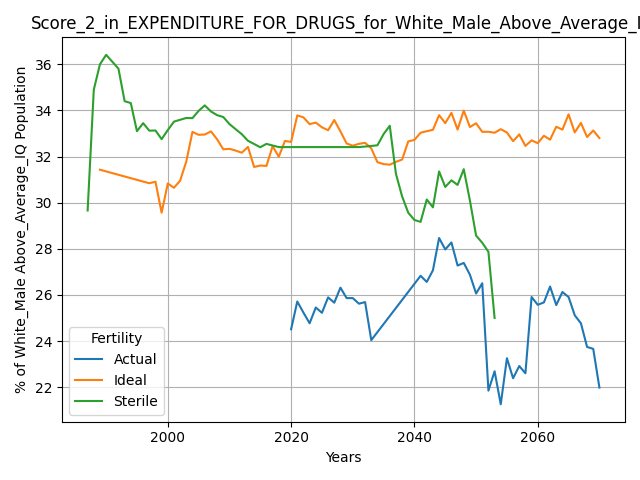 Score_2_in_EXPENDITURE_FOR_DRUGS_for_White_Male_Above_Average_I
36
34
32
30
28
26
24
22
% of White_Male Above_Average_IQ Population
Fertility
Actual
Ideal
Sterile
2000
2020
2040
2060
Years